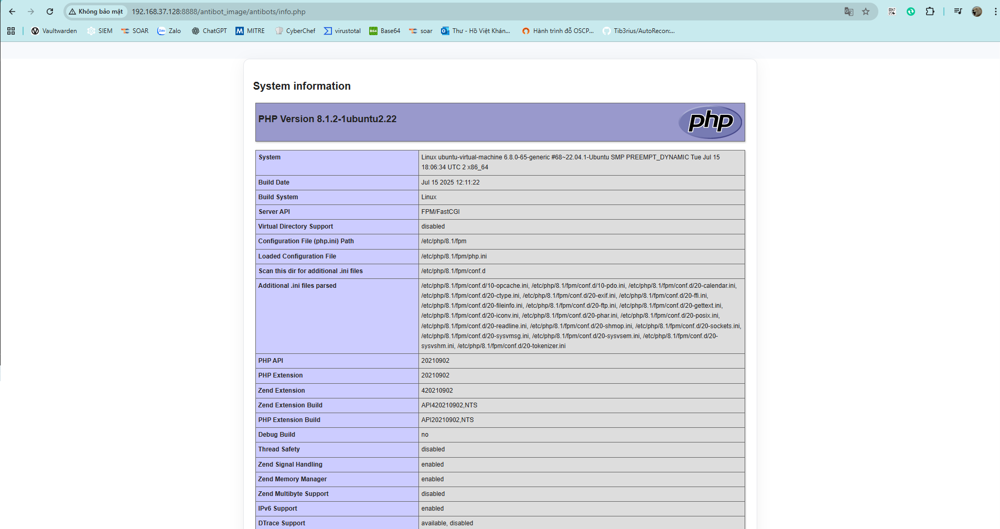 Không bảo mật 192.168.37.128:8888/antibot_image/antibots/info.php
Vaultwarden SIEM SOAR Zalo ChatGPT MITRE CyberChef virustotal Base64 soar Thư - Hồ Việt Khán... Hành trình đỗ OSCP... Tib3rius/AutoRecon:...
System information
PHP Version 8.1.2-1ubuntu2.22
php
System Linux ubuntu-virtual-machine 6.8.0-65-generic #68~22.04.1-Ubuntu SMP PREEMPT_DYNAMIC Tue Jul 15
18:06:34 UTC 2 x86_64
Build Date Jul 15 2025 12:11:22
Build System Linux
Server API FPM/FastCGI
Virtual Directory Support disabled
Configuration File (php.ini) Path /etc/php/8.1/fpm
Loaded Configuration File /etc/php/8.1/fpm/php.ini
Scan this dir for additional .ini files /etc/php/8.1/fpm/conf.d
Additional .ini files parsed /etc/php/8.1/fpm/conf.d/10-opcache.ini, /etc/php/8.1/fpm/conf.d/10-pdo.ini, /etc/php/8.1/fpm/conf.d/20-calendar.ini,
/etc/php/8.1/fpm/conf.d/20-ctype.ini, /etc/php/8.1/fpm/conf.d/20-exif.ini, /etc/php/8.1/fpm/conf.d/20-ffi.ini,
/etc/php/8.1/fpm/conf.d/20-fileinfo.ini, /etc/php/8.1/fpm/conf.d/20-ftp.ini, /etc/php/8.1/fpm/conf.d/20-gettext.ini,
/etc/php/8.1/fpm/conf.d/20-iconv.ini, /etc/php/8.1/fpm/conf.d/20-phar.ini, /etc/php/8.1/fpm/conf.d/20-posix.ini,
/etc/php/8.1/fpm/conf.d/20-readline.ini, /etc/php/8.1/fpm/conf.d/20-shmop.ini, /etc/php/8.1/fpm/conf.d/20-sockets.ini,
/etc/php/8.1/fpm/conf.d/20-sysvmsg.ini, /etc/php/8.1/fpm/conf.d/20-sysvsem.ini, /etc/php/8.1/fpm/conf.d/20-
sysvshm.ini, /etc/php/8.1/fpm/conf.d/20-tokenizer.ini
PHP API 20210902
PHP Extension 20210902
Zend Extension 420210902
Zend Extension Build API420210902,NTS
PHP Extension Build API20210902,NTS
Debug Build no
Thread Safety disabled
Zend Signal Handling enabled
Zend Memory Manager enabled
Zend Multibyte Support disabled
IPv6 Support enabled
DTrace Support available, disabled